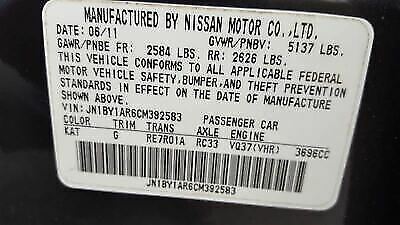 MANUFACTURED BY NISSAN MOTOR CO.,LTD.
DATE: 06/11 GVWR/PNBV: 5137 LBS.
GAWR/PNBE FR: 2584 LBS. RR: 2626 LBS.
THIS VEHICLE CONFORMS TO ALL APPLICABLE FEDERAL
MOTOR VEHICLE SAFETY,BUMPER,AND THEFT PREVENTION
STANDARDS IN EFFECT ON THE DATE OF MANUFACTURE
SHOWN ABOVE.
VIN: JN1BY1AR6CM392583 PASSENGER CAR
COLOR TRIM TRANS AXLE ENGINE
KAT G RE7R01A RC33 VQ37(VHR) 3696CC
JN1BY1AR6CM392583